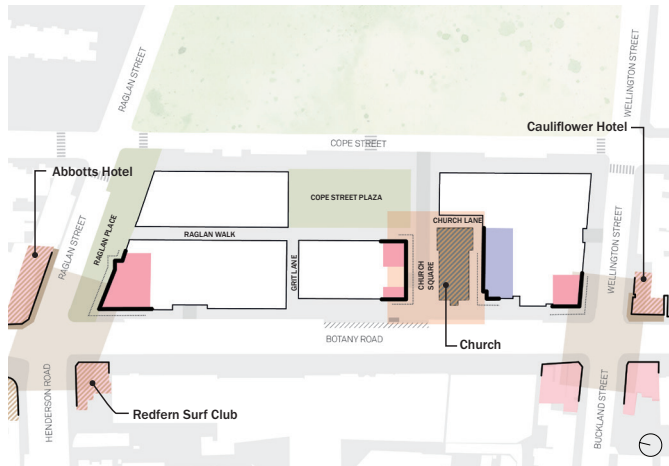 RAGLAN STREET
WELLINGTON STREET
Cauliflower Hotel
COPE STREET
Abbotts Hotel
COPE STREET PLAZA
RAGLAN STREET
RAGLAN PLACE
CHURCH LANE
WELLINGTON STREET
RAGLAN WALK
GRIT LANE
CHURCH
SQUARE
BOTANY ROAD
Church
HENDERSON ROAD
BUCKLAND STREET
Redfern Surf Club